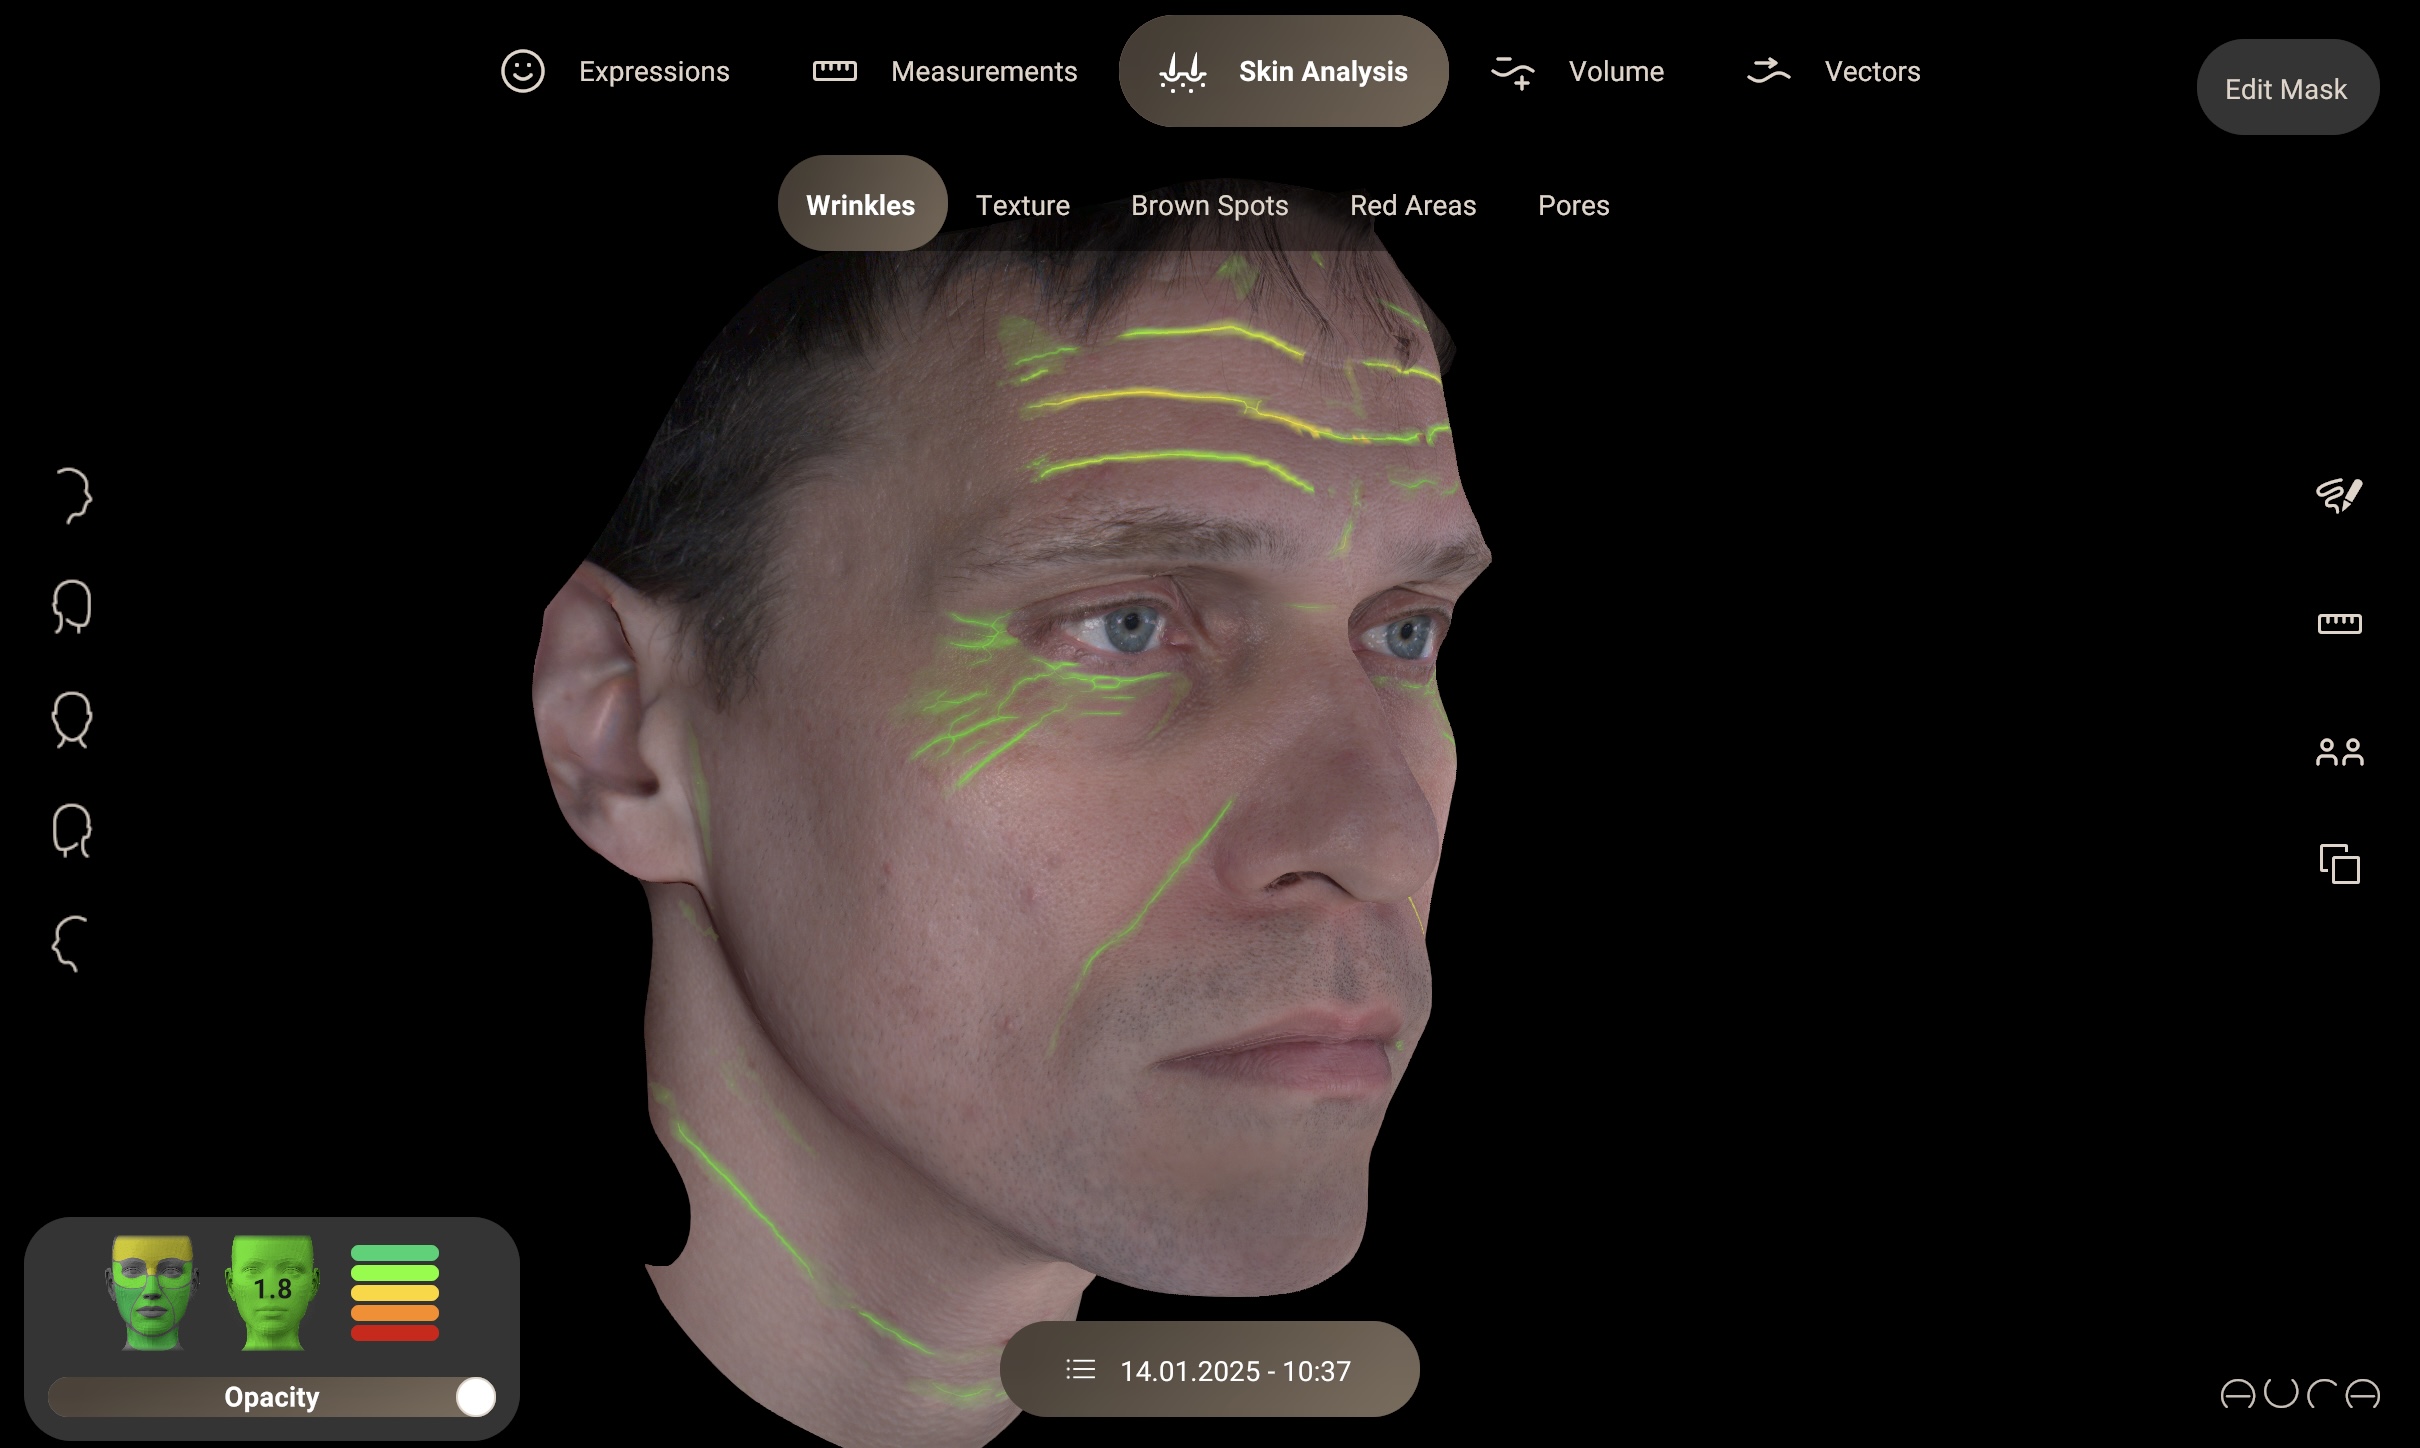 Expressions
Measurements
Skin Analysis
Volume
Vectors
Edit Mask
Wrinkles
Texture
Brown Spots
Red Areas
Pores
1.8
Opacity
14.01.2025 - 10:37
AURA